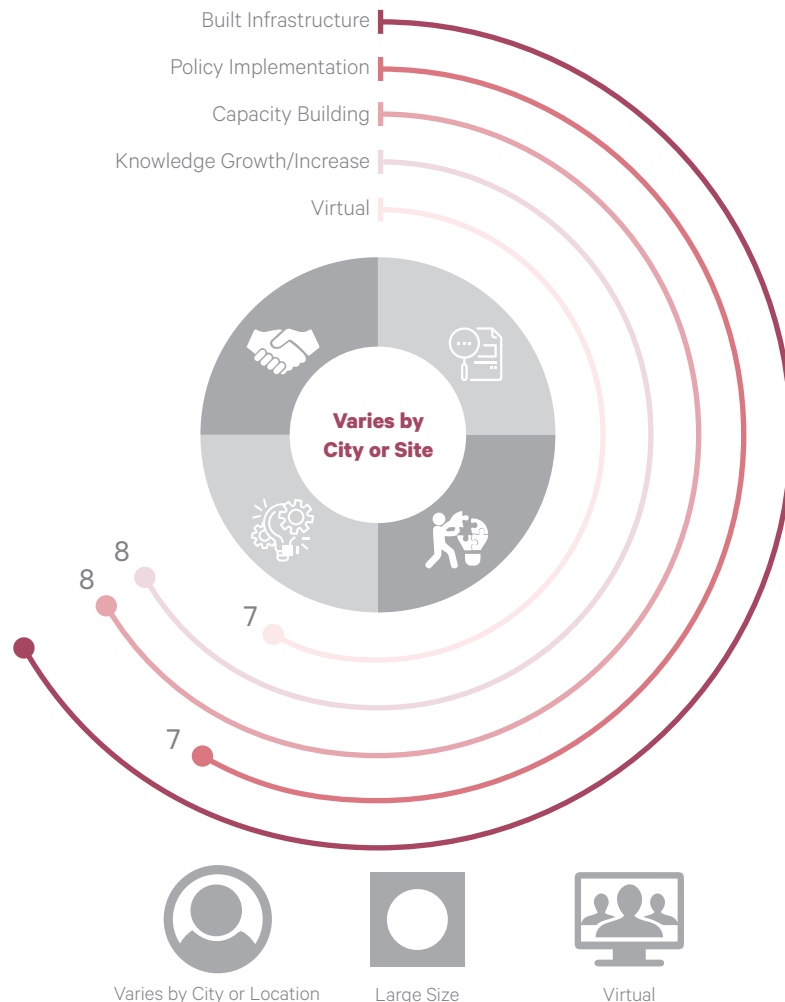 Built Infrastructure
Policy Implementation
Capacity Building
Knowledge Growth/Increase
Virtual
Varies by
City or Site
8
8
7
7
Varies by City or Location
Large Size
Virtual